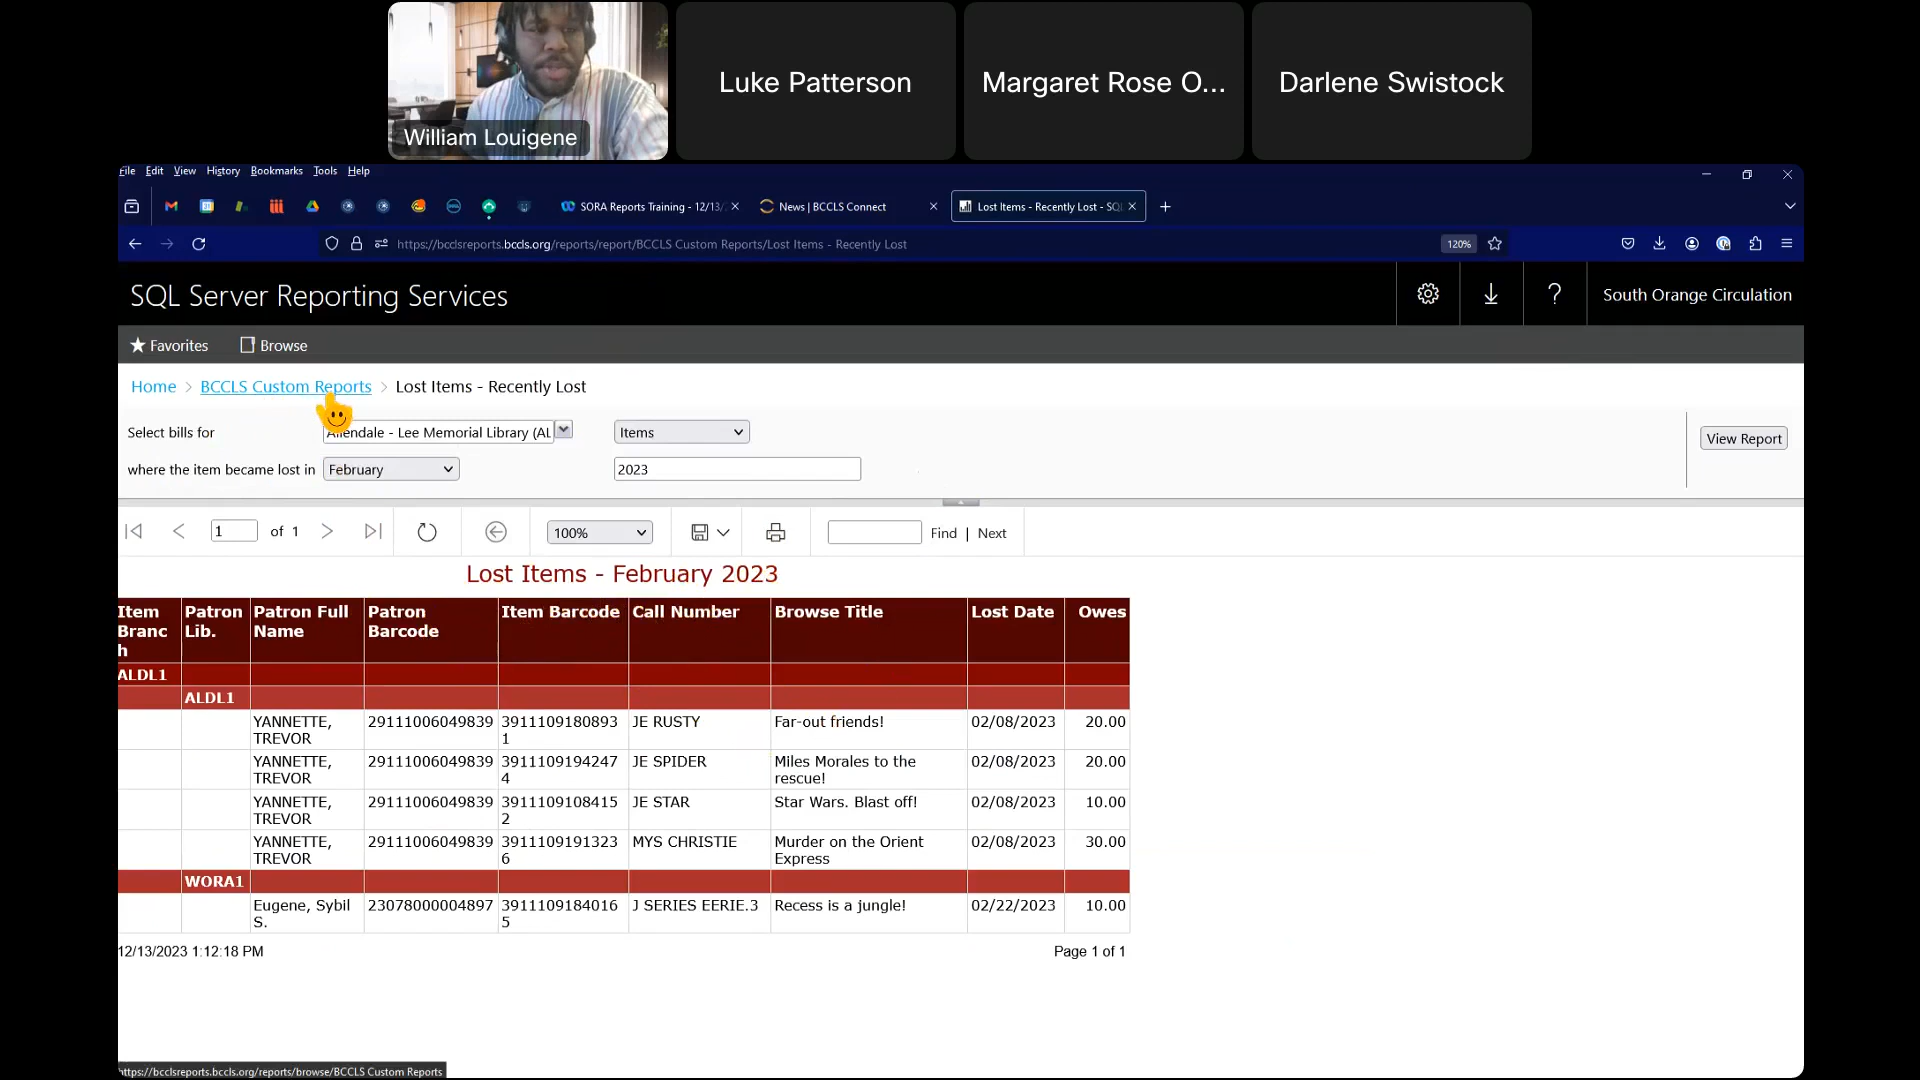 William Louigene
Luke Patterson
Margaret Rose O...
Darlene Swistock
File Edit View History Bookmarks Tools Help
SORA Reports Training - 12/13/
News | BCCLS Connect
Lost Items - Recently Lost - SQL
https://bcclsreports.bccls.org/reports/report/BCCLS Custom Reports/Lost Items - Recently Lost
120%
SQL Server Reporting Services
South Orange Circulation
Favorites Browse
Home > BCCLS Custom Reports > Lost Items - Recently Lost
Select bills for Allendale - Lee Memorial Library (AL Items
View Report
where the item became lost in February 2023
1 of 1 100% Find | Next
Lost Items - February 2023
Item Branch Patron Lib. Patron Full Name Patron Barcode Item Barcode Call Number Browse Title Lost Date Owes
ALDL1
ALDL1
YANNETTE, TREVOR 29111006049839 39111091808931 JE RUSTY Far-out friends! 02/08/2023 20.00
YANNETTE, TREVOR 29111006049839 39111091942474 JE SPIDER Miles Morales to the rescue! 02/08/2023 20.00
YANNETTE, TREVOR 29111006049839 39111091084152 JE STAR Star Wars. Blast off! 02/08/2023 10.00
YANNETTE, TREVOR 29111006049839 39111091913236 MYS CHRISTIE Murder on the Orient Express 02/08/2023 30.00
WORA1
Eugene, Sybil S. 23078000004897 39111091840165 J SERIES EERIE.3 Recess is a jungle! 02/22/2023 10.00
12/13/2023 1:12:18 PM
Page 1 of 1
https://bcclsreports.bccls.org/reports/browse/BCCLS Custom Reports